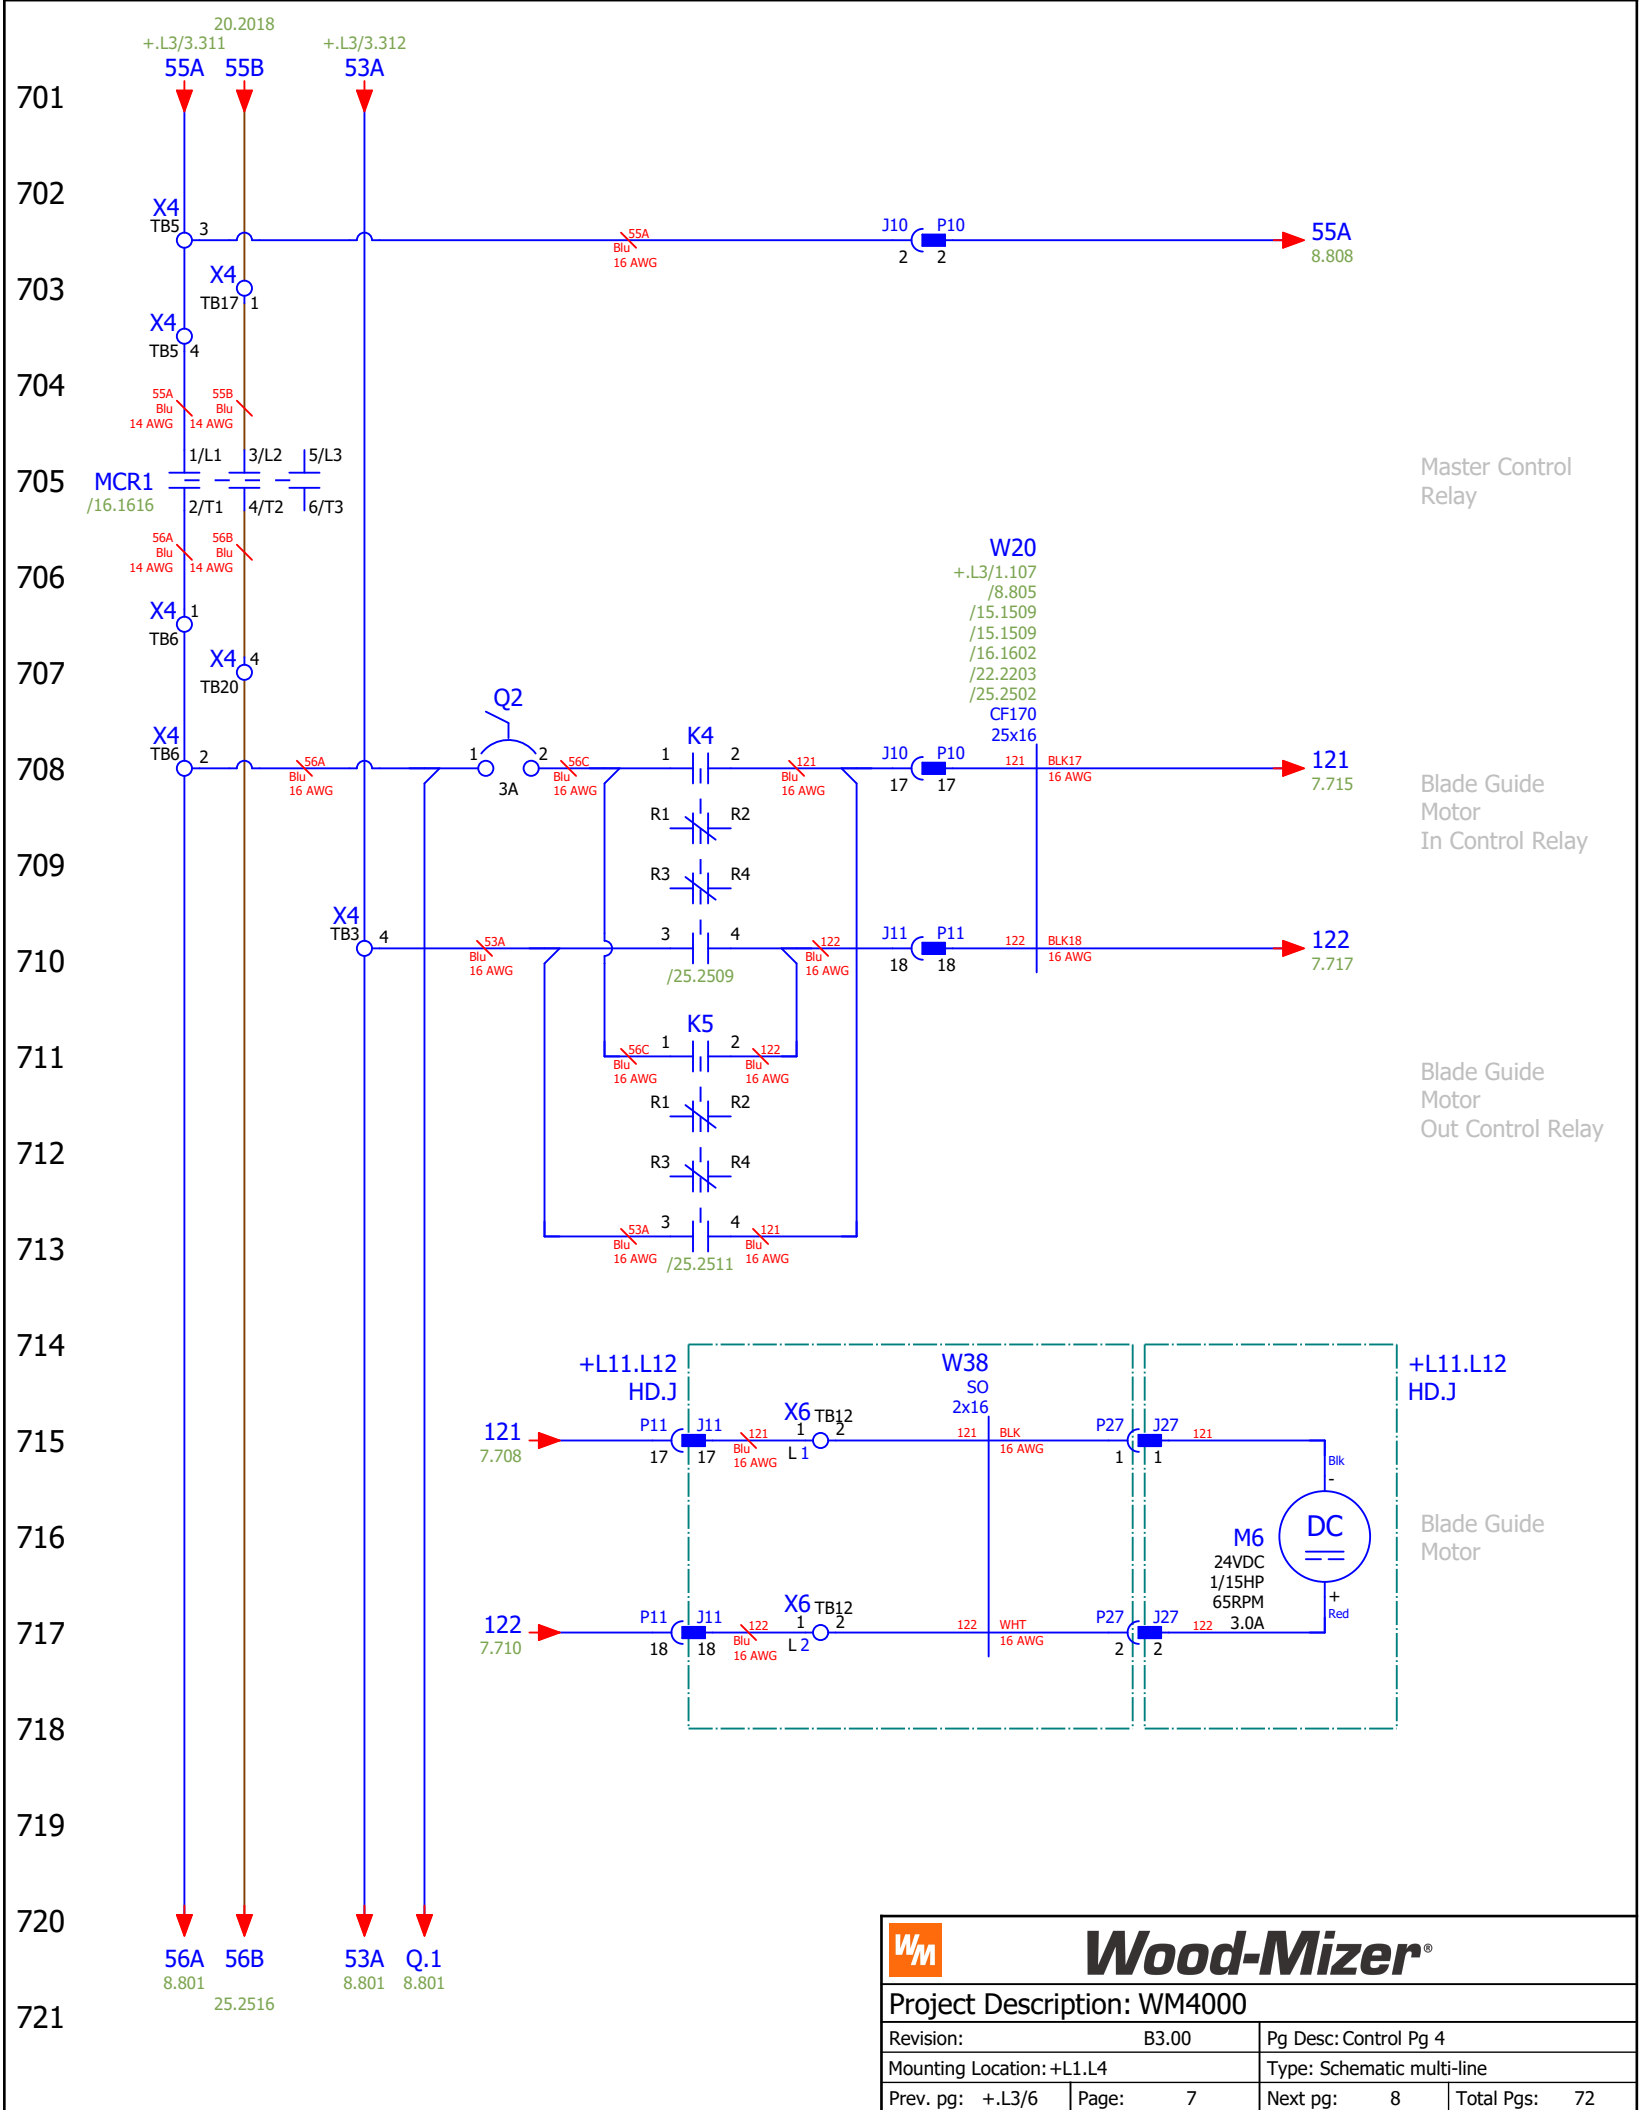 20.2018
+.L3/3.311
+.L3/3.312
55A
55B
53A
701
702
X4
TB5
3
55A
Blu
16 AWG
J10
P10
2
2
55A
8.808
703
X4
TB17
1
X4
TB5
4
704
55A
Blu
14 AWG
55B
Blu
14 AWG
705
MCR1
/16.1616
1/L1
3/L2
5/L3
2/T1
4/T2
6/T3
Master Control
Relay
56A
Blu
14 AWG
56B
Blu
14 AWG
706
X4
1
TB6
W20
+.L3/1.107
/8.805
/15.1509
/15.1509
/16.1602
/22.2203
/25.2502
CF170
25x16
707
X4
4
TB20
708
X4
TB6
2
56A
Blu
16 AWG
Q2
1
2
3A
56C
Blu
16 AWG
K4
1
2
121
Blu
16 AWG
J10
P10
17
17
121
BLK17
16 AWG
121
7.715
Blade Guide
Motor
In Control Relay
R1
R2
709
R3
R4
710
X4
TB3
4
53A
Blu
16 AWG
3
4
/25.2509
122
Blu
16 AWG
J11
P11
18
18
122
BLK18
16 AWG
122
7.717
711
K5
1
2
56C
Blu
16 AWG
122
Blu
16 AWG
Blade Guide
Motor
Out Control Relay
R1
R2
712
R3
R4
713
53A
Blu
16 AWG
3
4
/25.2511
121
Blu
16 AWG
714
+L11.L12
HD.J
W38
SO
2x16
+L11.L12
HD.J
715
121
7.708
P11
J11
17
17
121
Blu
16 AWG
X6
TB12
1
2
L 1
121
BLK
16 AWG
P27
J27
1
1
121
Blk
-
716
M6
24VDC
1/15HP
65RPM
3.0A
DC
+
Red
Blade Guide
Motor
717
122
7.710
P11
J11
18
18
122
Blu
16 AWG
X6
TB12
1
2
L 2
122
WHT
16 AWG
P27
J27
2
2
122
718
719
720
56A
8.801
56B
25.2516
53A
8.801
Q.1
8.801
721
WM
Wood-Mizer®
Project Description: WM4000
Revision: B3.00
Pg Desc: Control Pg 4
Mounting Location: +L1.L4
Type: Schematic multi-line
Prev. pg: +.L3/6
Page: 7
Next pg: 8
Total Pgs: 72